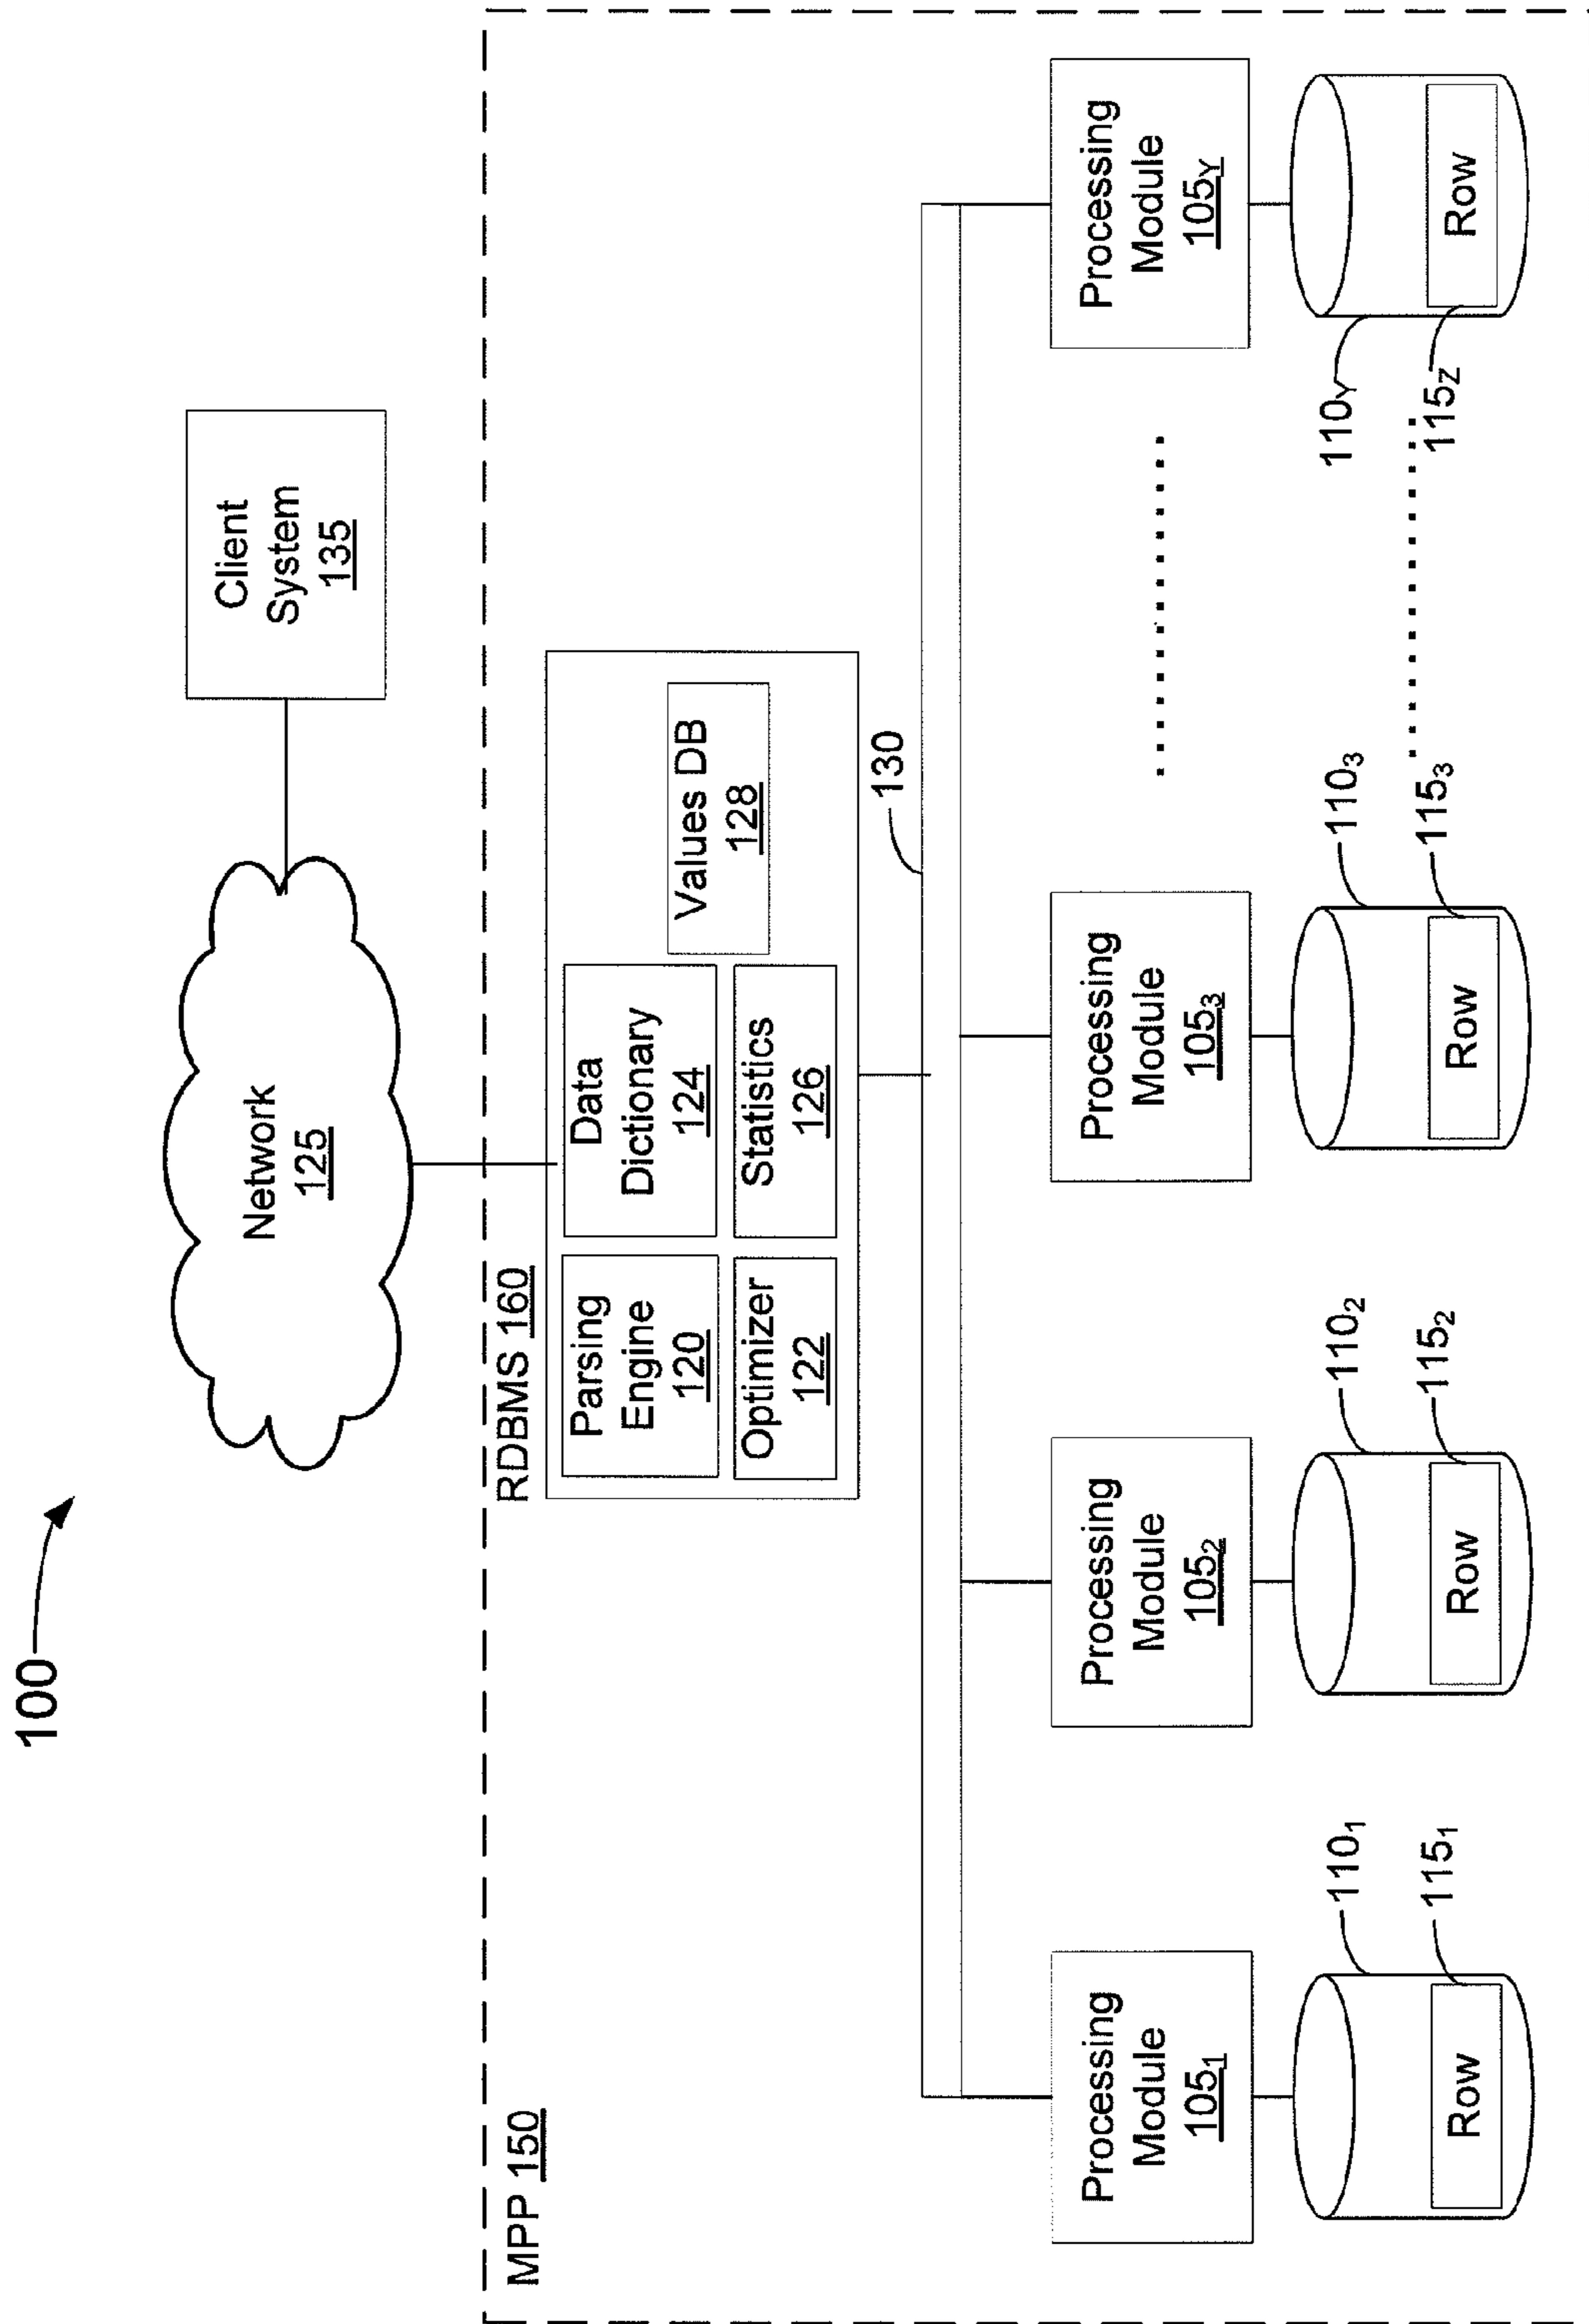 100
Client
System
135
Network
125
MPP 150
RDBMS 160
Parsing
Engine
120
Data
Dictionary
124
Optimizer
122
Statistics
126
Values DB
128
130
Processing
Module
105₁
Processing
Module
105₂
Processing
Module
105₃
Processing
Module
105Y
110₁
110₂
110₃
110Y
Row
115₁
Row
115₂
Row
115₃
115Z
Row